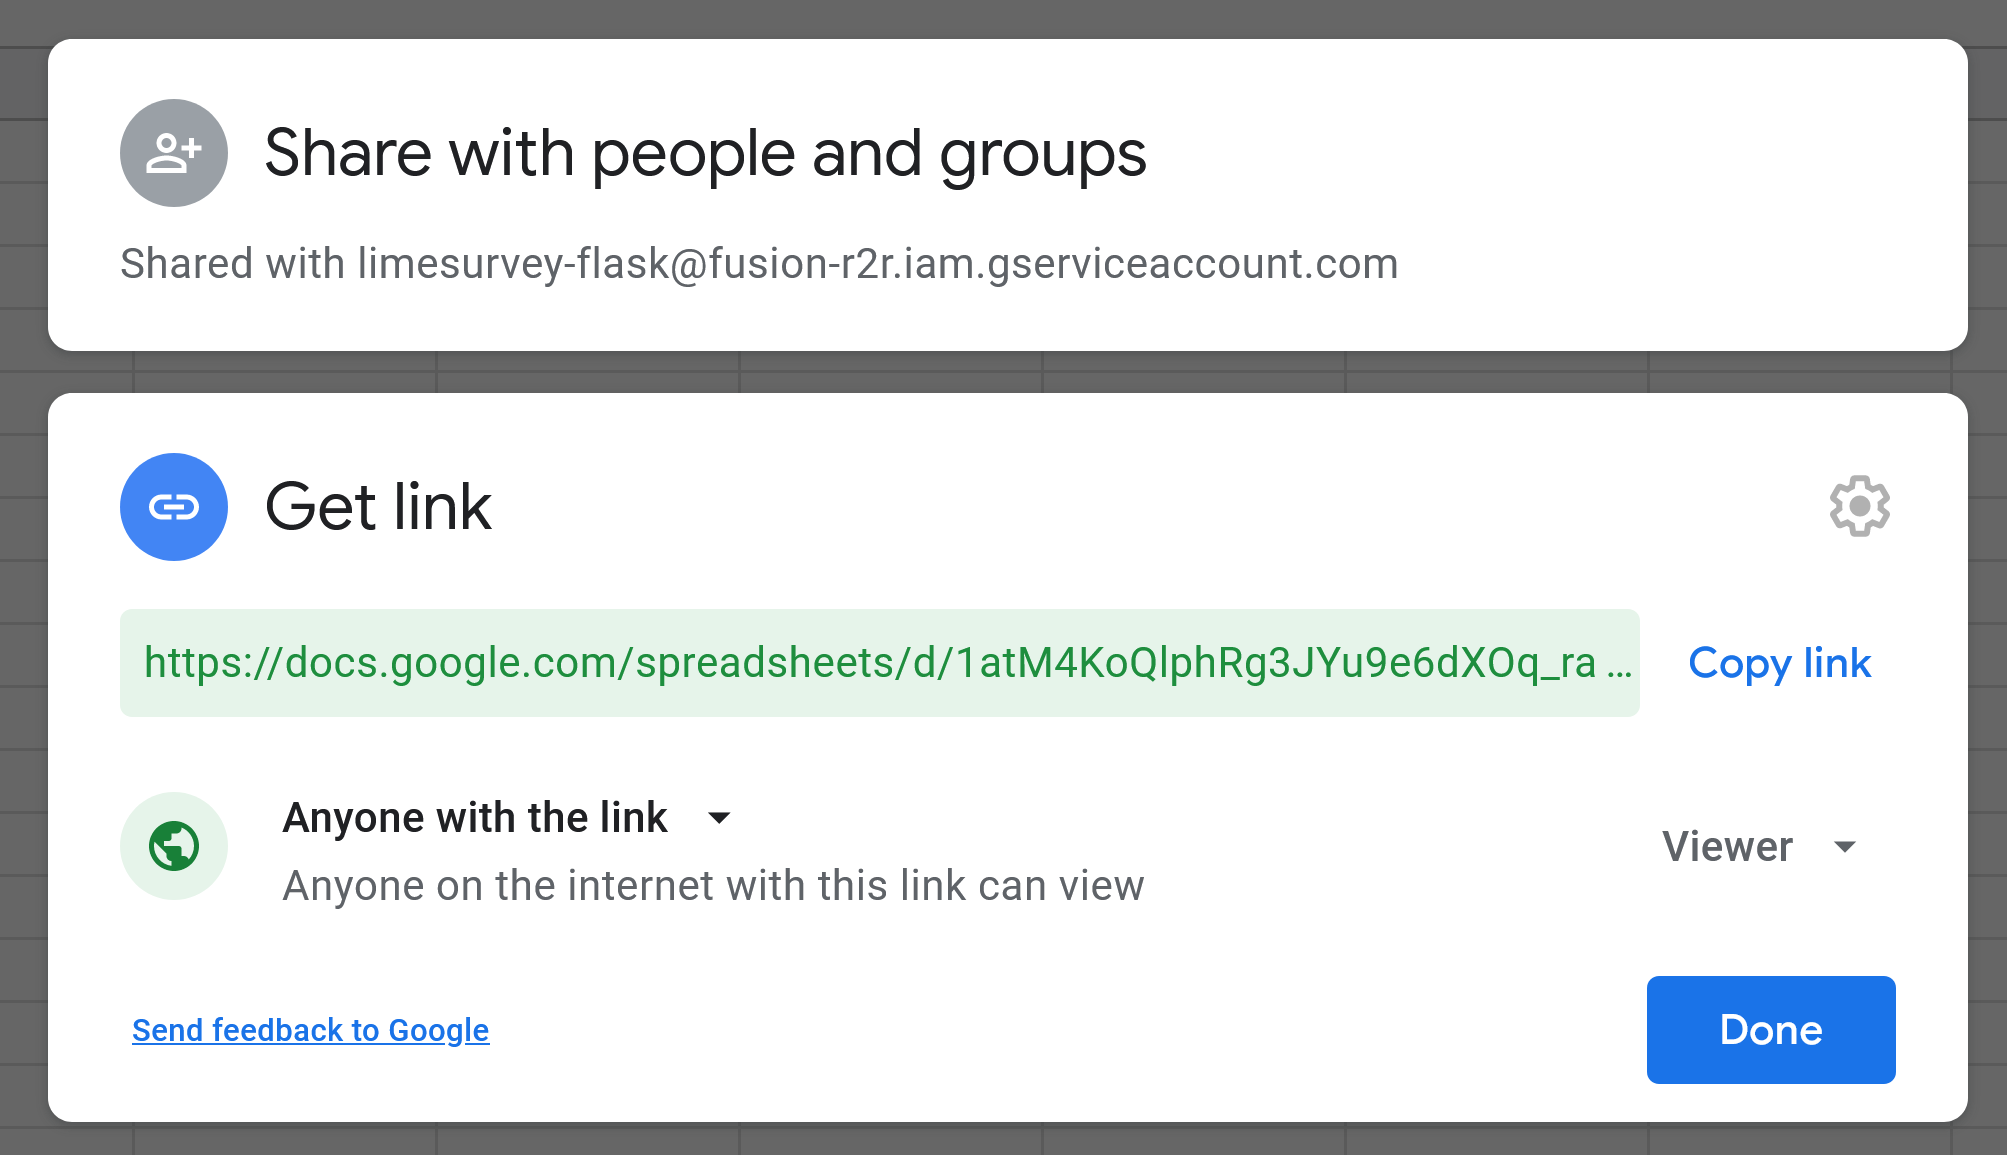 Share with people and groups
Shared with limesurvey-flask@fusion-r2r.iam.gserviceaccount.com
Get link
https://docs.google.com/spreadsheets/d/1atM4KoQlphRg3JYu9e6dXOq_ra ...
Copy link
Anyone with the link
Anyone on the internet with this link can view
Viewer
Send feedback to Google
Done